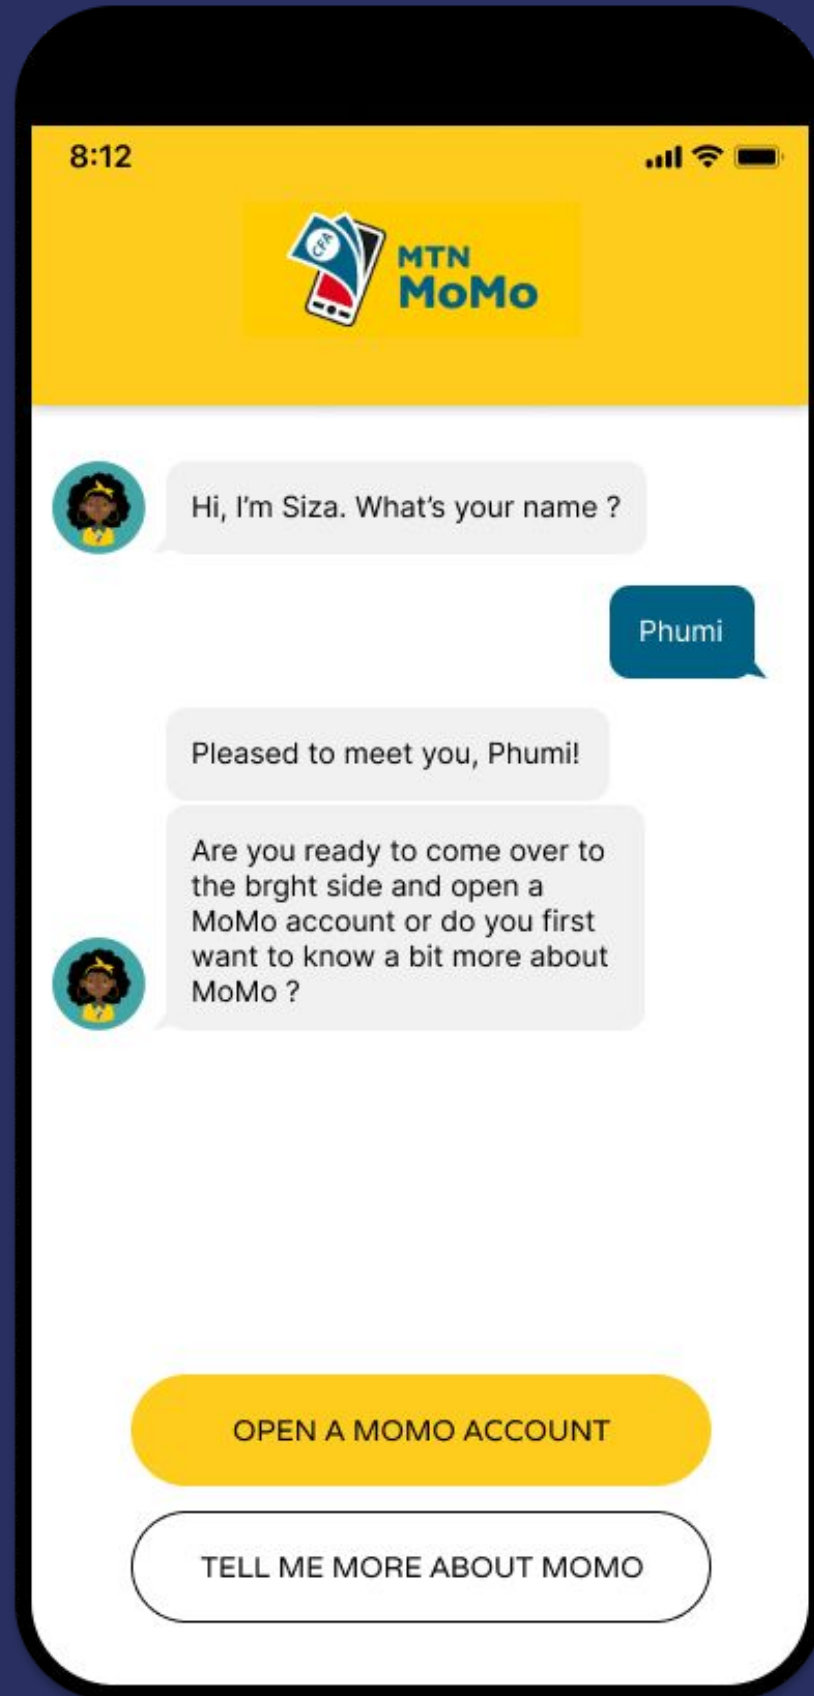 8:12
CFA
MTN
MoMo
Hi, I'm Siza. What's your name ?
Phumi
Pleased to meet you, Phumi!
Are you ready to come over to
the brght side and open a
MoMo account or do you first
want to know a bit more about
MoMo ?
OPEN A MOMO ACCOUNT
TELL ME MORE ABOUT MOMO